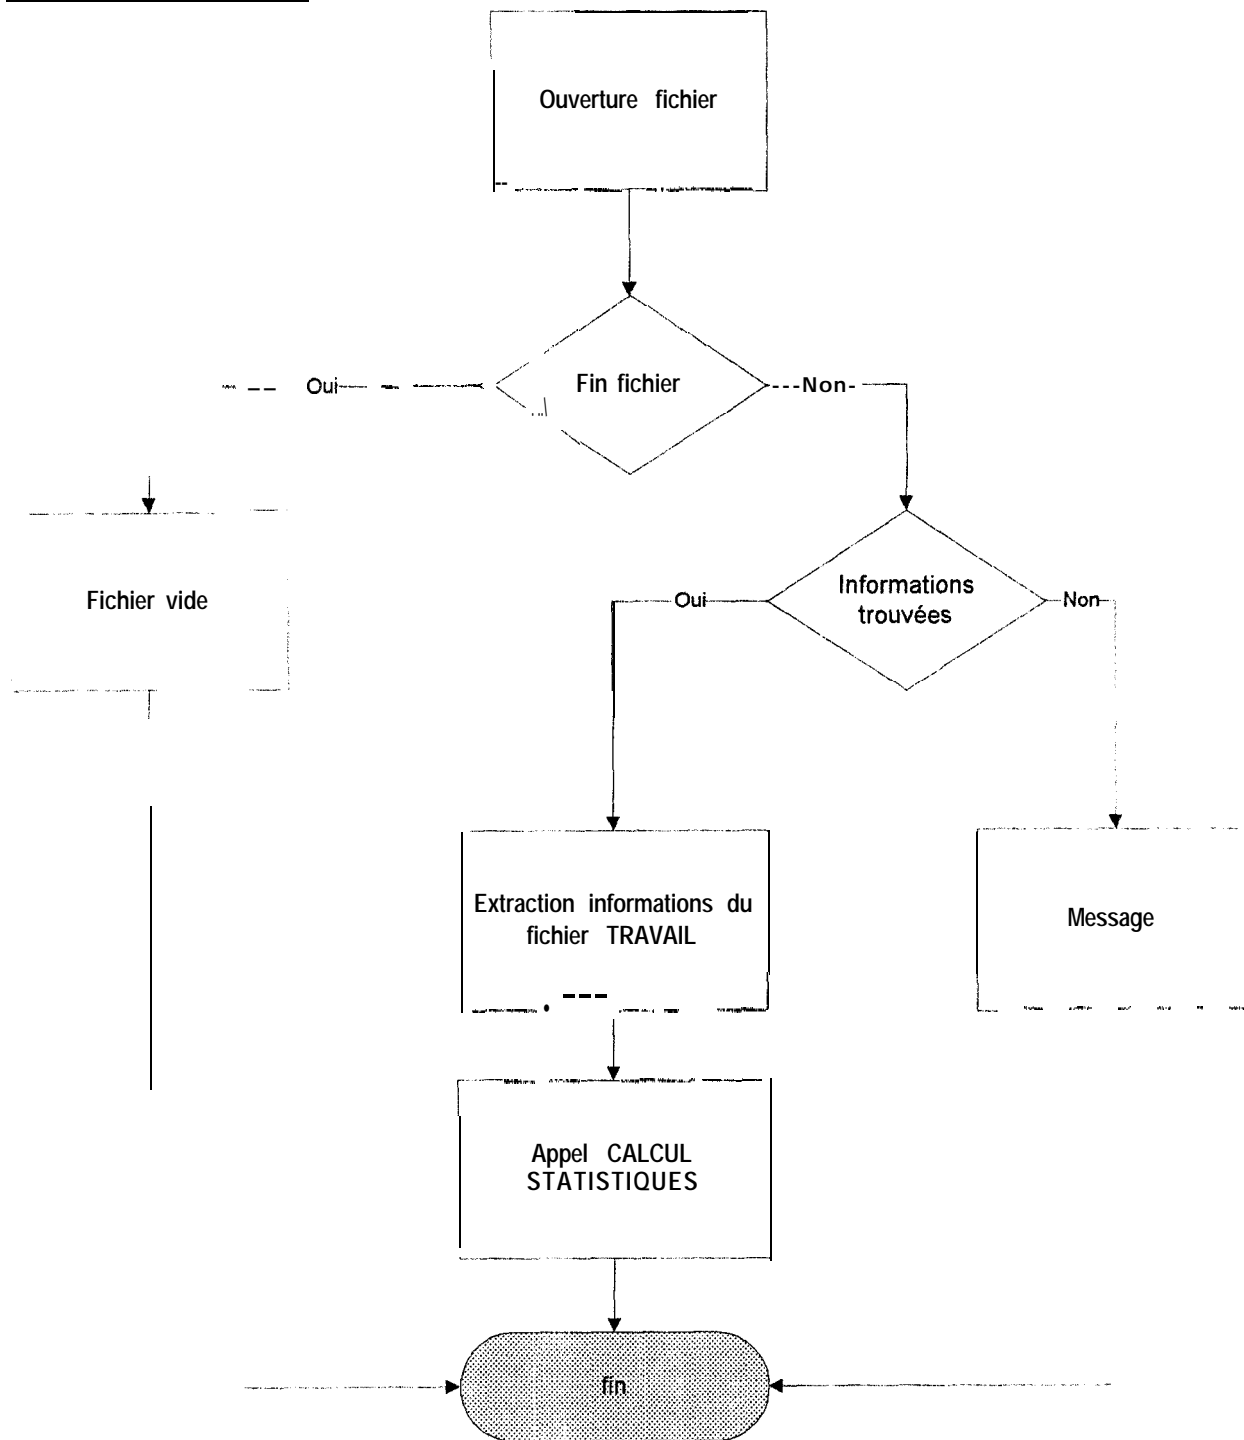 Ouverture fichier
Fin fichier
Oui
Non
Fichier vide
Informations
trouvées
Oui
Non
Extraction informations du
fichier TRAVAIL
Message
Appel CALCUL
STATISTIQUES
fin